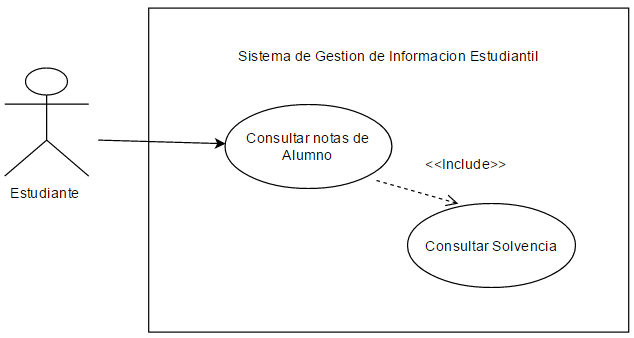 Sistema de Gestion de Informacion Estudiantil
Consultar notas de
Alumno
<<Include>>
Estudiante
Consultar Solvencia